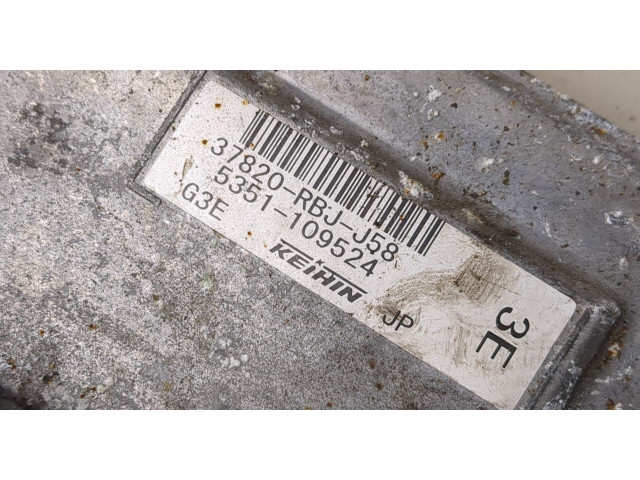 37820-RBJ-J58
5351-109524
G3E
KEIHIN
JP
3E